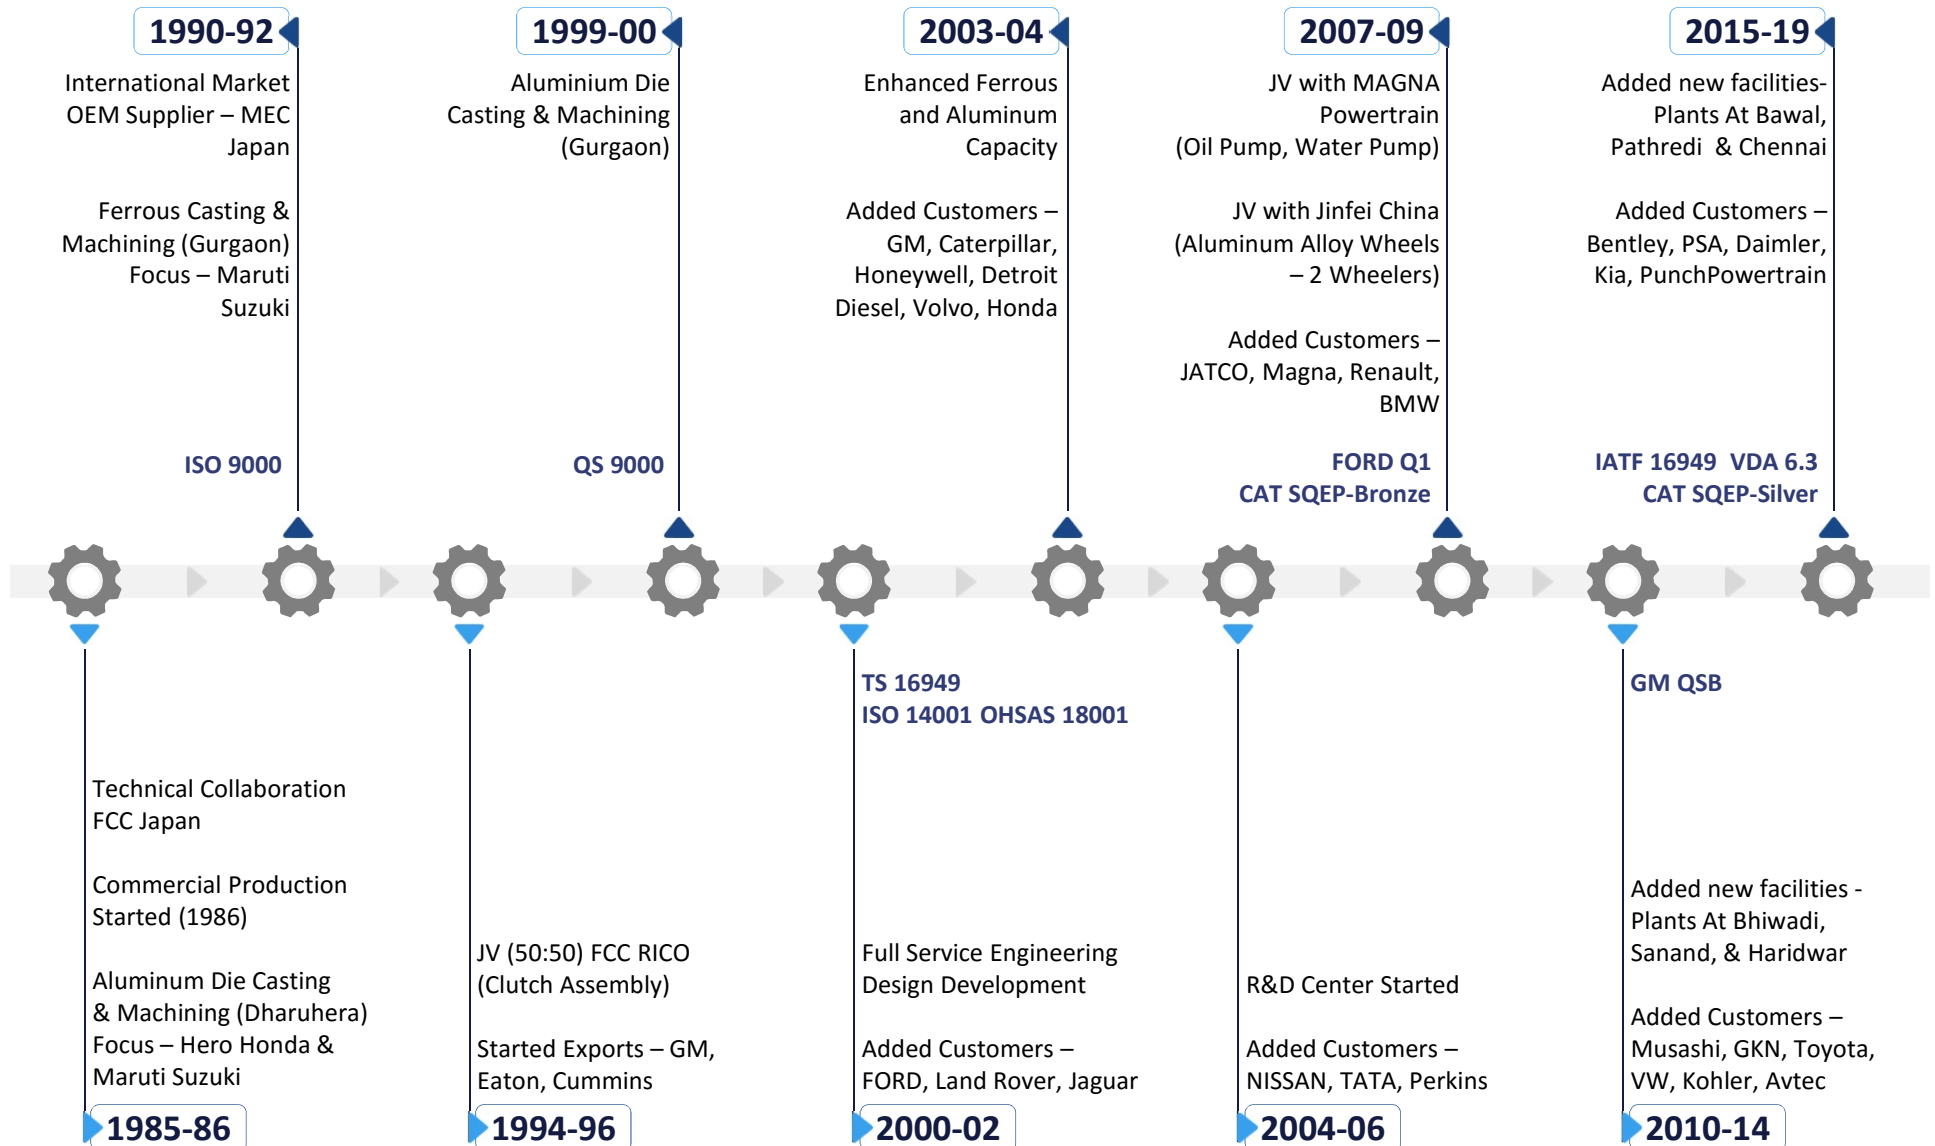 1990-92
International Market
OEM Supplier – MEC
Japan
Ferrous Casting &
Machining (Gurgaon)
Focus – Maruti
Suzuki
ISO 9000
1999-00
Aluminium Die
Casting & Machining
(Gurgaon)
QS 9000
2003-04
Enhanced Ferrous
and Aluminum
Capacity
Added Customers –
GM, Caterpillar,
Honeywell, Detroit
Diesel, Volvo, Honda
2007-09
JV with MAGNA
Powertrain
(Oil Pump, Water Pump)
JV with Jinfei China
(Aluminum Alloy Wheels
– 2 Wheelers)
Added Customers –
JATCO, Magna, Renault,
BMW
FORD Q1
CAT SQEP-Bronze
2015-19
Added new facilities-
Plants At Bawal,
Pathredi & Chennai
Added Customers –
Bentley, PSA, Daimler,
Kia, PunchPowertrain
IATF 16949 VDA 6.3
CAT SQEP-Silver
Technical Collaboration
FCC Japan
Commercial Production
Started (1986)
Aluminum Die Casting
& Machining (Dharuhera)
Focus – Hero Honda &
Maruti Suzuki
1985-86
JV (50:50) FCC RICO
(Clutch Assembly)
Started Exports – GM,
Eaton, Cummins
1994-96
TS 16949
ISO 14001 OHSAS 18001
Full Service Engineering
Design Development
Added Customers –
FORD, Land Rover, Jaguar
2000-02
R&D Center Started
Added Customers –
NISSAN, TATA, Perkins
2004-06
GM QSB
Added new facilities -
Plants At Bhiwadi,
Sanand, & Haridwar
Added Customers –
Musashi, GKN, Toyota,
VW, Kohler, Avtec
2010-14